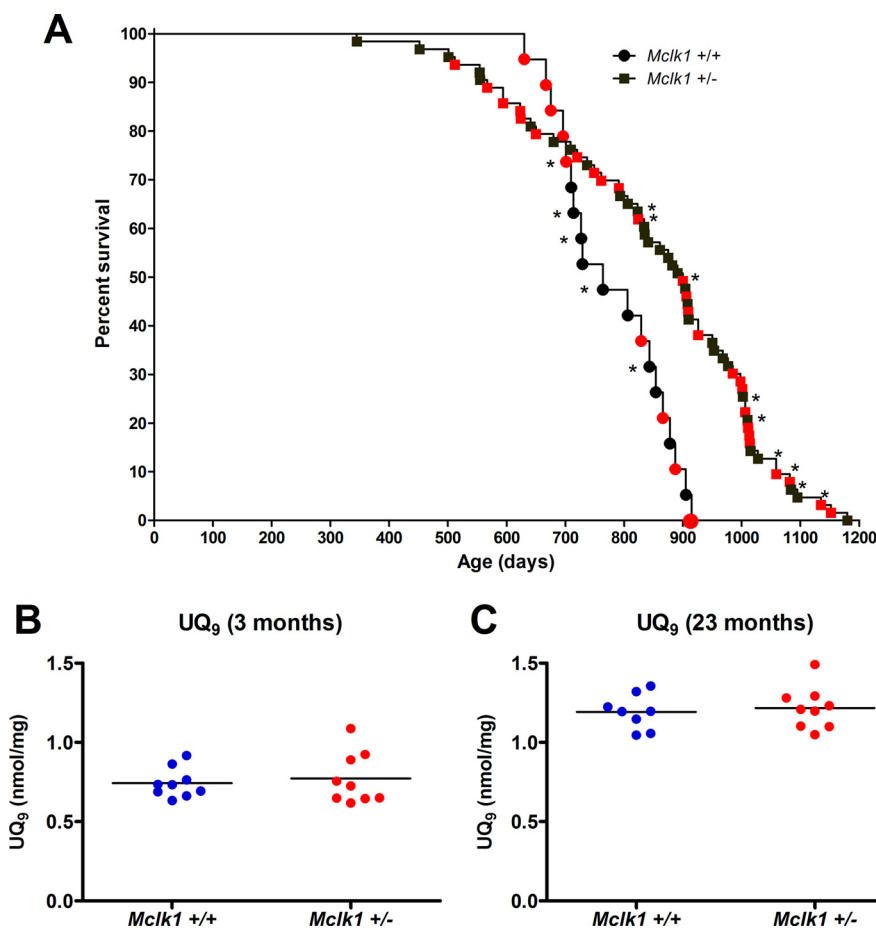 A
Mclk1 +/+
Mclk1 +/-
Percent survival
100
90
80
70
60
50
40
30
20
10
0
* * * * * * * * * * * * * *
0 100 200 300 400 500 600 700 800 900 1000 1100 1200
Age (days)
B
UQ₉ (3 months)
UQ₉ (nmol/mg)
1.5
1.0
0.5
0.0
Mclk1 +/+ Mclk1 +/-
C
UQ₉ (23 months)
UQ₉ (nmol/mg)
1.5
1.0
0.5
0.0
Mclk1 +/+ Mclk1 +/-